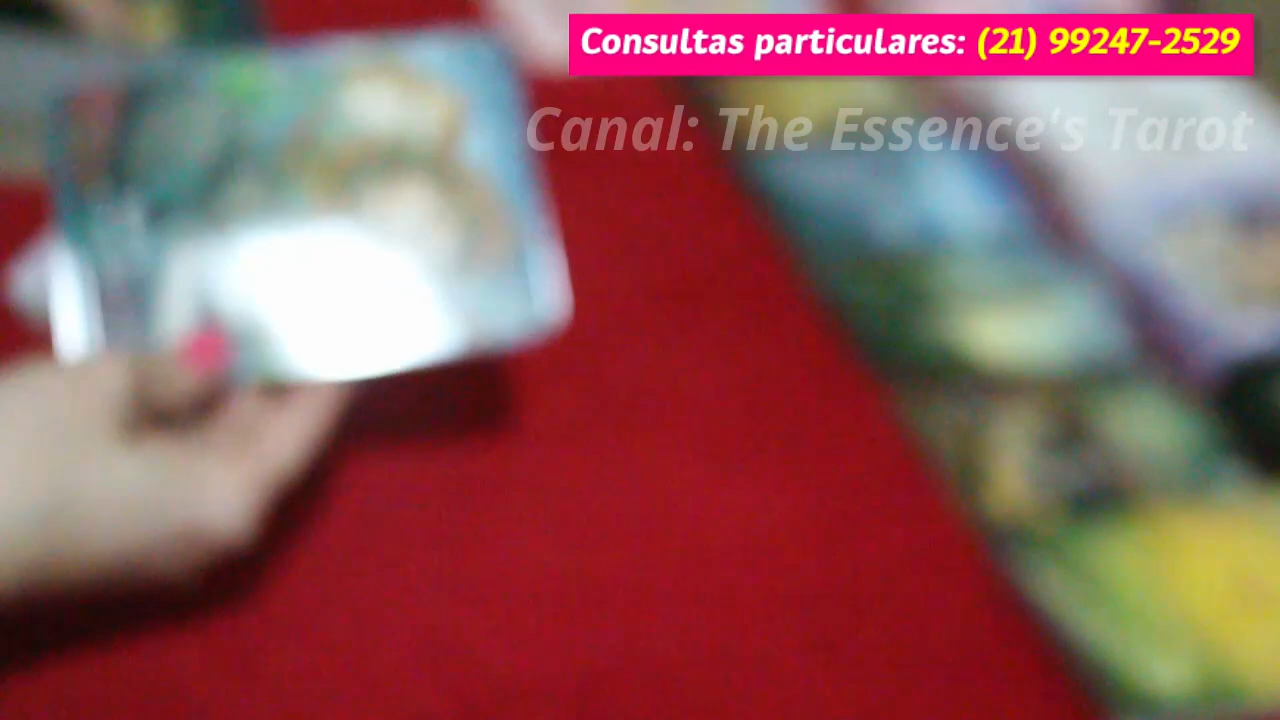 Consultas particulares: (21) 99247-2529
Canal: The Essence's Tarot